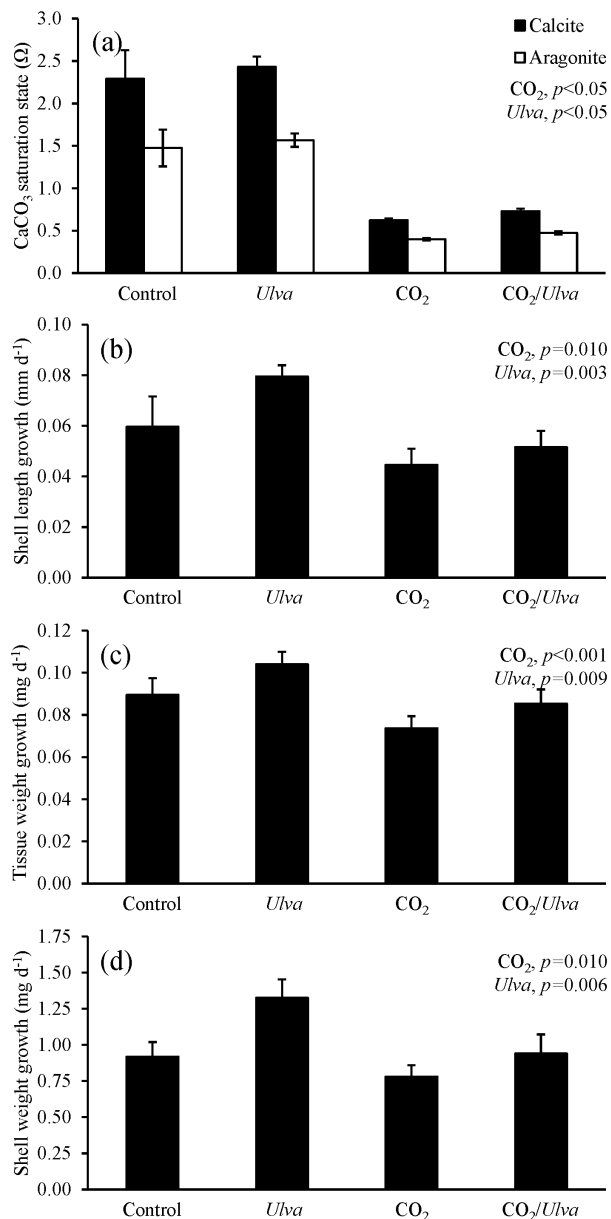 (a)
Calcite
Aragonite
CO₂, p<0.05
Ulva, p<0.05
CaCO₃ saturation state (Ω)
3.0
2.5
2.0
1.5
1.0
0.5
0.0
Control
Ulva
CO₂
CO₂/Ulva
(b)
CO₂, p=0.010
Ulva, p=0.003
Shell length growth (mm d⁻¹)
0.10
0.08
0.06
0.04
0.02
0.00
Control
Ulva
CO₂
CO₂/Ulva
(c)
CO₂, p<0.001
Ulva, p=0.009
Tissue weight growth (mg d⁻¹)
0.12
0.10
0.08
0.06
0.04
0.02
0.00
Control
Ulva
CO₂
CO₂/Ulva
(d)
CO₂, p=0.010
Ulva, p=0.006
Shell weight growth (mg d⁻¹)
1.75
1.50
1.25
1.00
0.75
0.50
0.25
0.00
Control
Ulva
CO₂
CO₂/Ulva